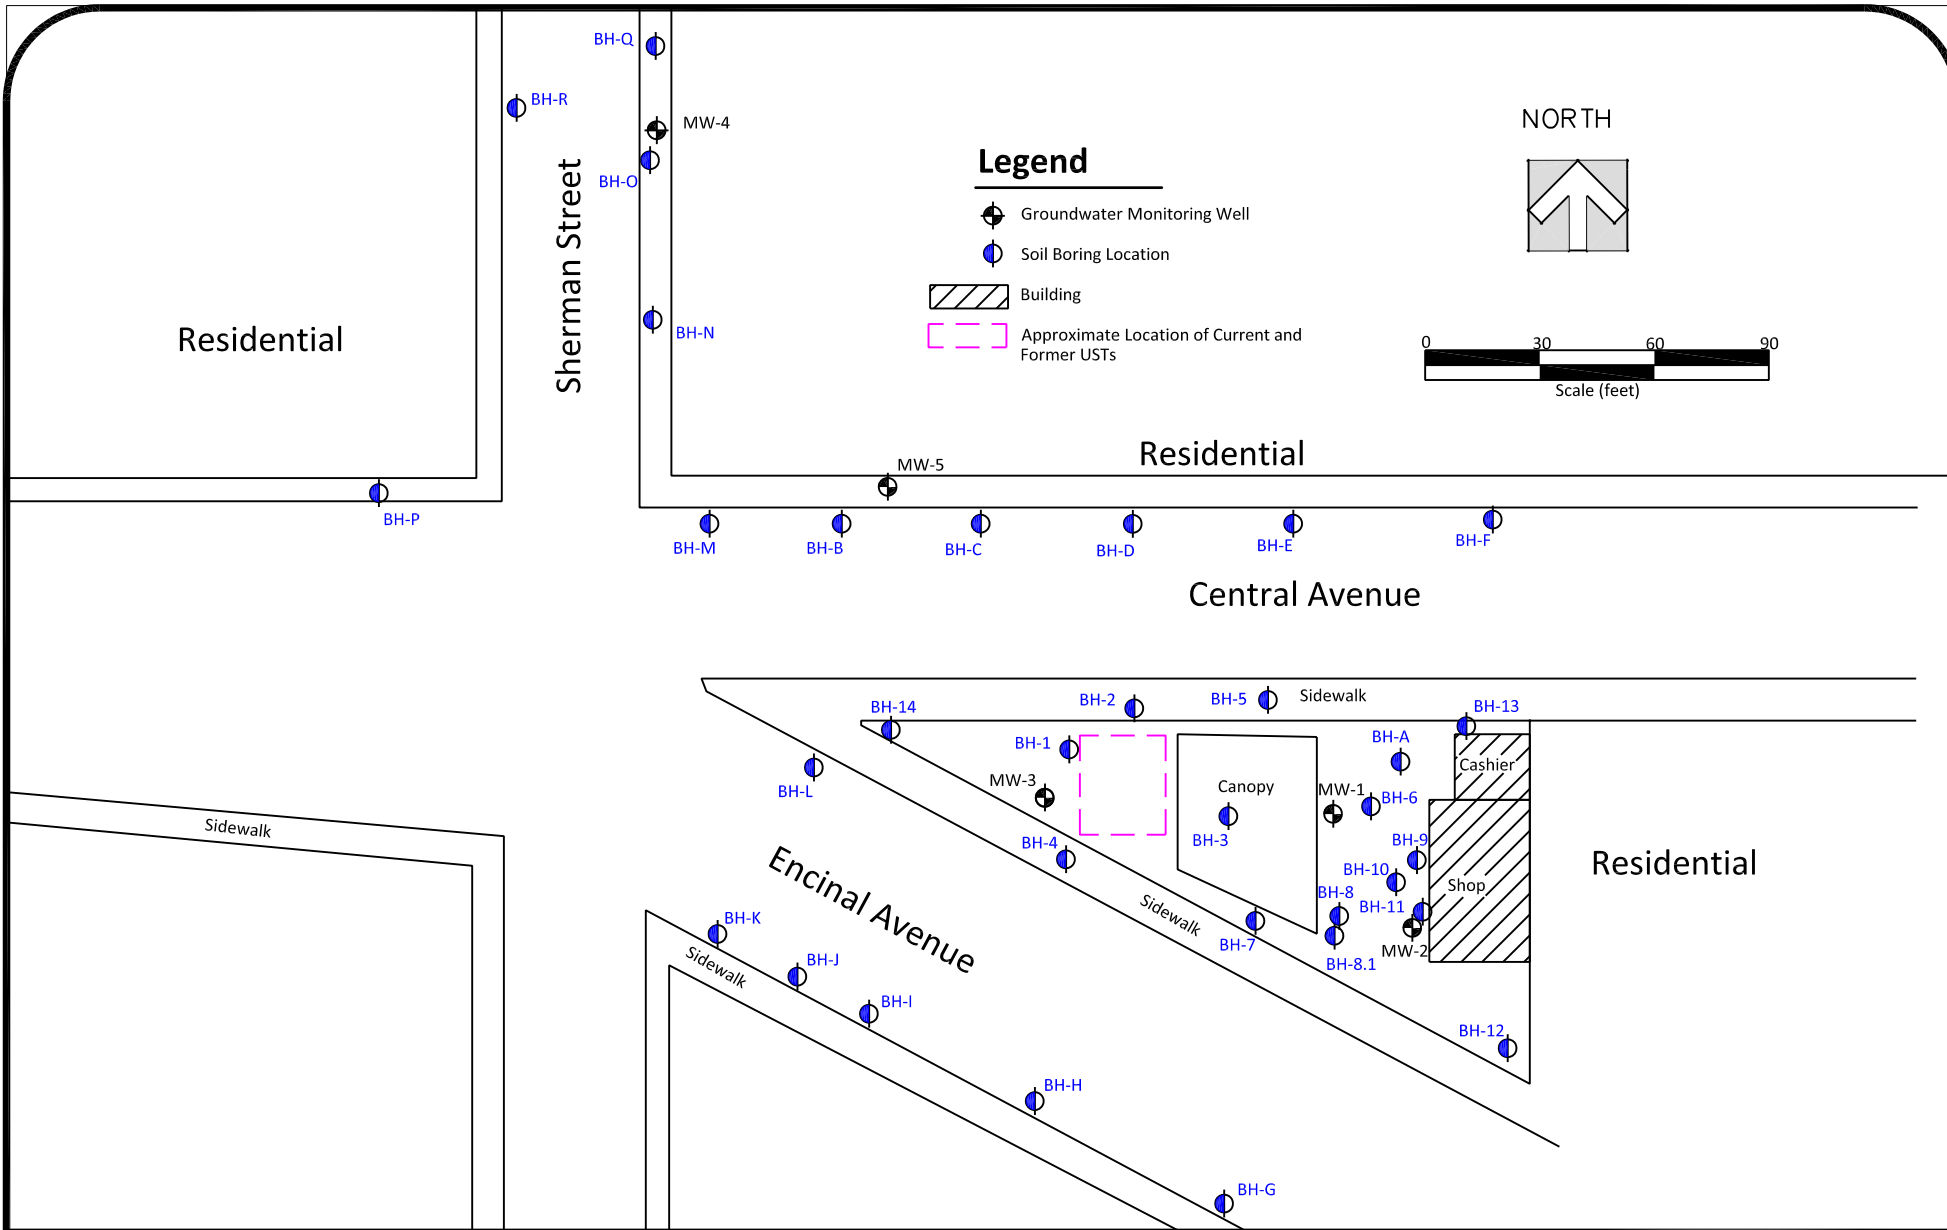 BH-Q
BH-R
MW-4
NORTH
Legend
BH-O
Groundwater Monitoring Well
Soil Boring Location
Sherman Street
Building
BH-N
Approximate Location of Current and
Former USTs
Residential
0 30 60 90
Scale (feet)
Residential
MW-5
BH-P
BH-M
BH-B
BH-C
BH-D
BH-E
BH-F
Central Avenue
BH-14
BH-2
BH-5
Sidewalk
BH-13
BH-1
BH-A
Cashier
MW-3
Canopy
MW-1
BH-6
BH-L
Sidewalk
BH-4
BH-3
BH-9
Residential
BH-10
Shop
BH-8
BH-11
Encinal Avenue
Sidewalk
BH-K
BH-7
MW-2
BH-J
Sidewalk
BH-8.1
BH-I
BH-12
BH-H
BH-G